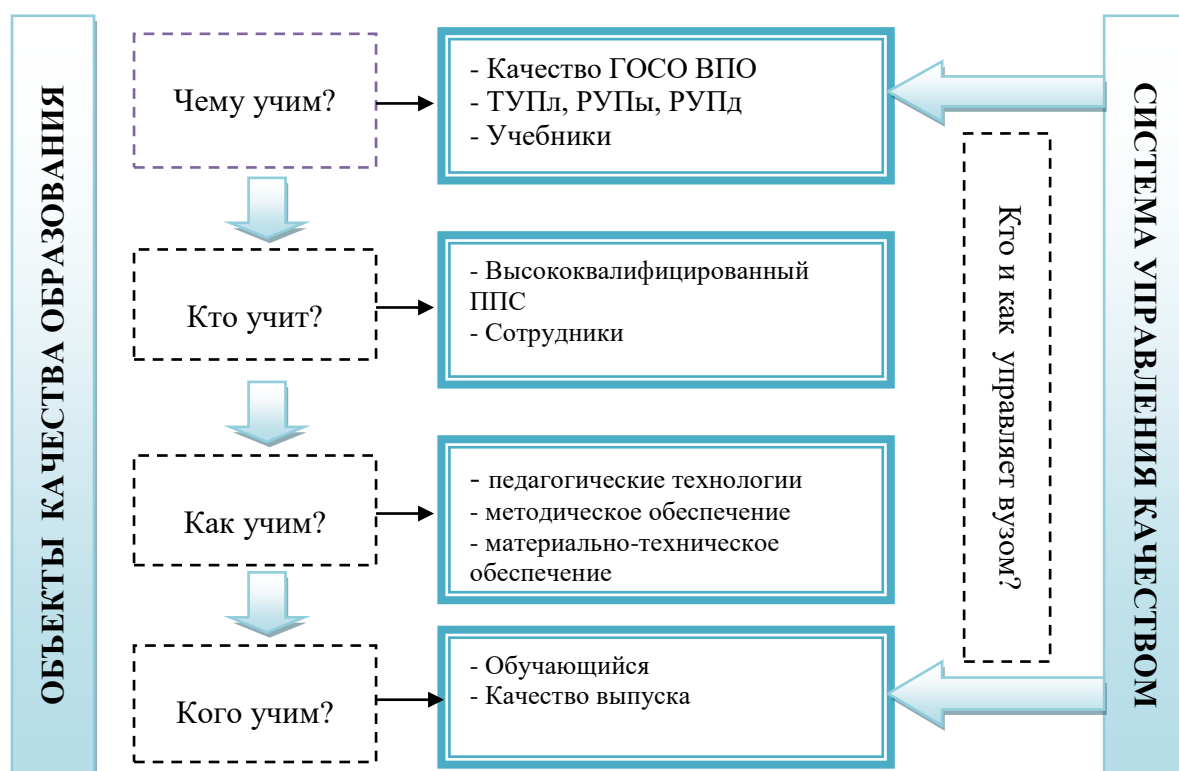 ОБЪЕКТЫ КАЧЕСТВА ОБРАЗОВАНИЯ
Чему учим?
- Качество ГОСО ВПО
- ТУПл, РУПы, РУПд
- Учебники
Кто учит?
- Высококвалифицированный
ППС
- Сотрудники
Как учим?
- педагогические технологии
- методическое обеспечение
- материально-техническое
обеспечение
Кого учим?
- Обучающийся
- Качество выпуска
Кто и как управляет вузом?
СИСТЕМА УПРАВЛЕНИЯ КАЧЕСТВОМ